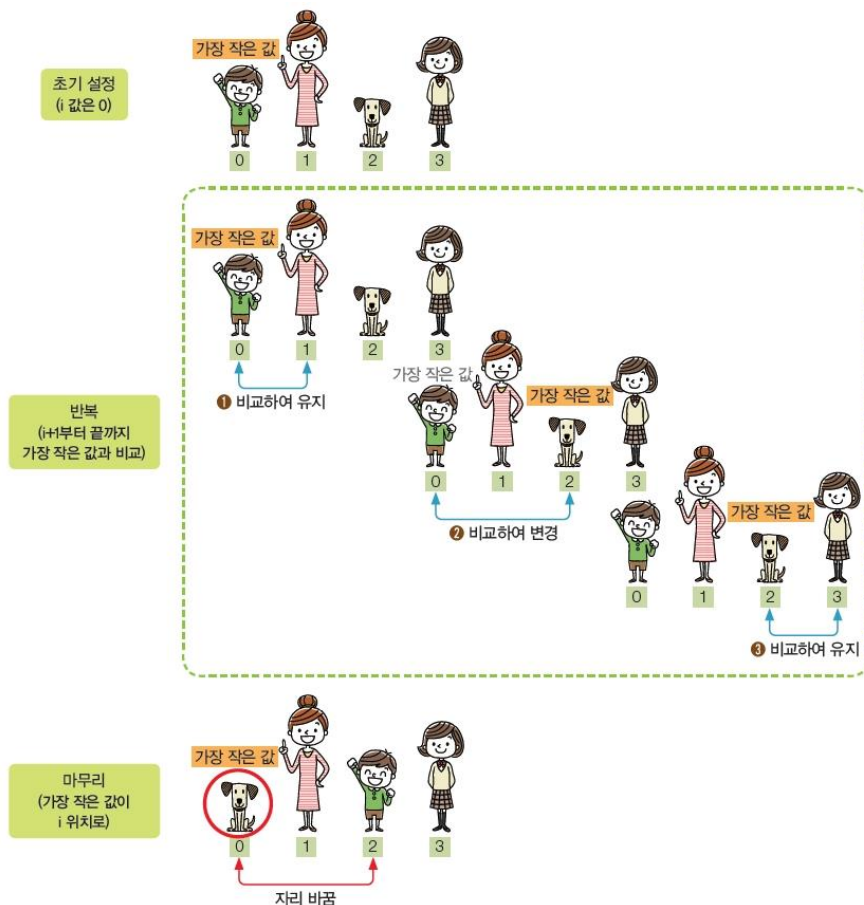 가장 작은 값
초기 설정
(i 값은 0)
0 1 2 3
가장 작은 값
0 1 2 3
❶ 비교하여 유지
반복
(i+1부터 끝까지
가장 작은 값과 비교)
가장 작은 값
가장 작은 값
0 1 2 3
❷ 비교하여 변경
가장 작은 값
0 1 2 3
❸ 비교하여 유지
마무리
(가장 작은 값이
i 위치로)
가장 작은 값
0 1 2 3
자리 바꿈